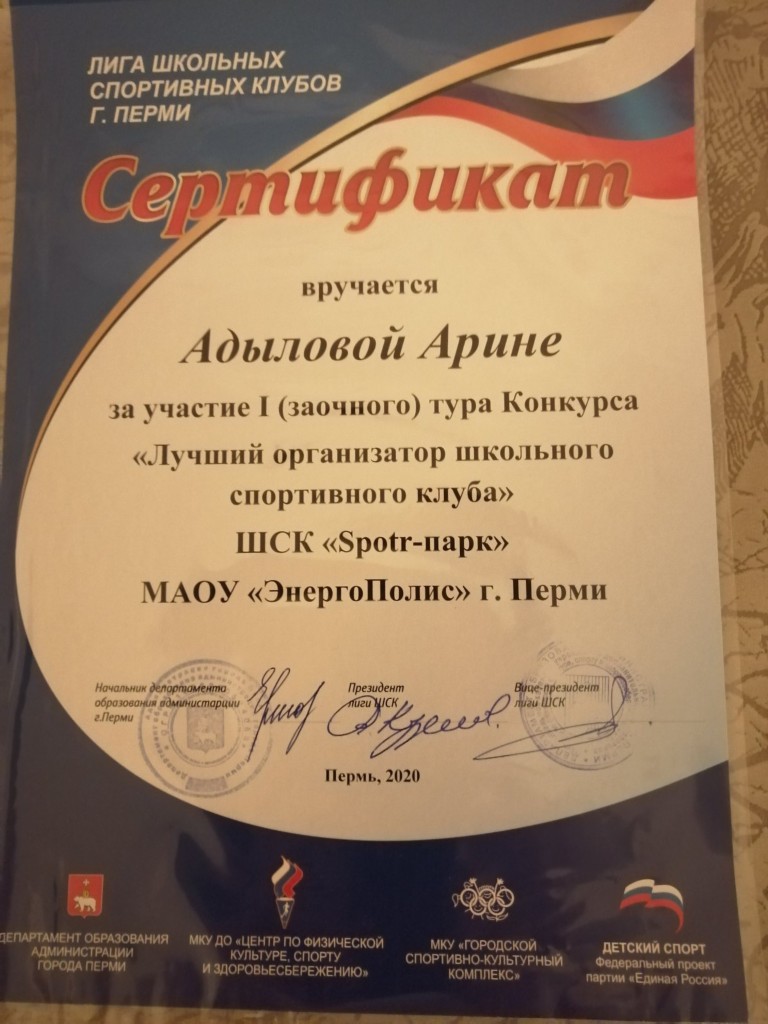 ЛИГА ШКОЛЬНЫХ
СПОРТИВНЫХ КЛУБОВ
Г. ПЕРМИ
Сертификат
вручается
Адыловой Арине
за участие I (заочного) тура Конкурса
«Лучший организатор школьного
спортивного клуба»
ШСК «Spotr-парк»
МАОУ «ЭнергоПолис» г. Перми
Начальник департамента
образования администарции
г.Перми
Президент
лиги ШСК
Вице-президент
лиги ШСК
Пермь, 2020
ДЕПАРТАМЕНТ ОБРАЗОВАНИЯ
АДМИНИСТРАЦИИ
ГОРОДА ПЕРМИ
МКУ ДО «ЦЕНТР ПО ФИЗИЧЕСКОЙ
КУЛЬТУРЕ, СПОРТУ
И ЗДОРОВЬЕСБЕРЕЖЕНИЮ»
МКУ «ГОРОДСКОЙ
СПОРТИВНО-КУЛЬТУРНЫЙ
КОМПЛЕКС»
ДЕТСКИЙ СПОРТ
Федеральный проект
партии «Единая Россия»